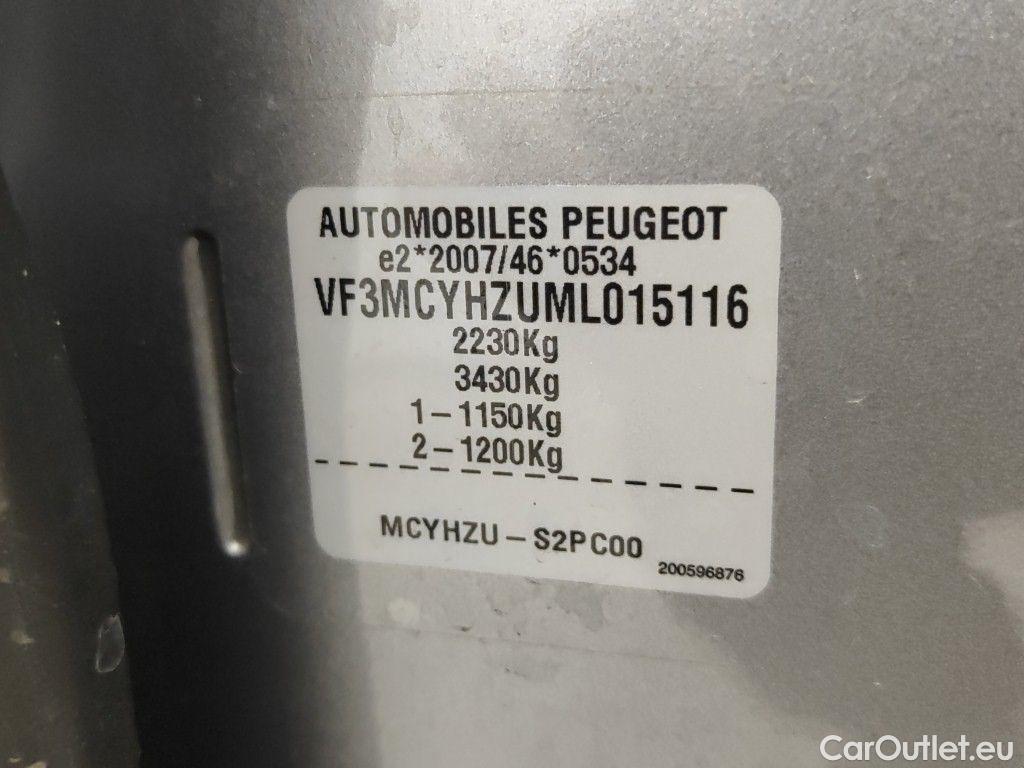 AUTOMOBILES PEUGEOT
e2*2007/46*0534
VF3MCYHZUML015116
2230Kg
3430Kg
1-1150Kg
2-1200Kg
MCYHZU-S2PC00
200596876
CarOutlet.eu